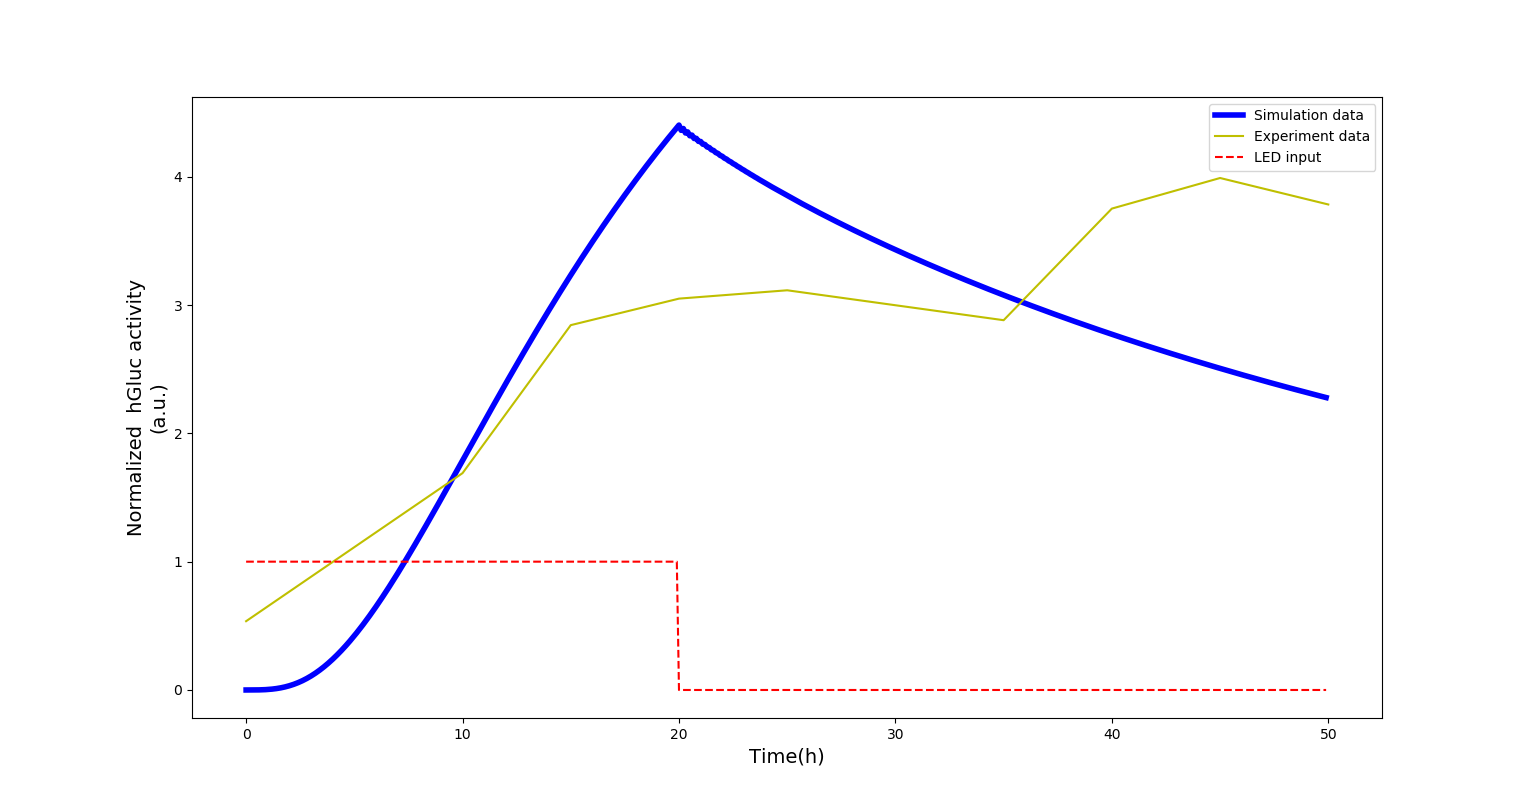 Simulation data
Experiment data
LED input
Normalized  hGluc activity
(a.u.)
4
3
2
1
0
0
10
20
30
40
50
Time(h)